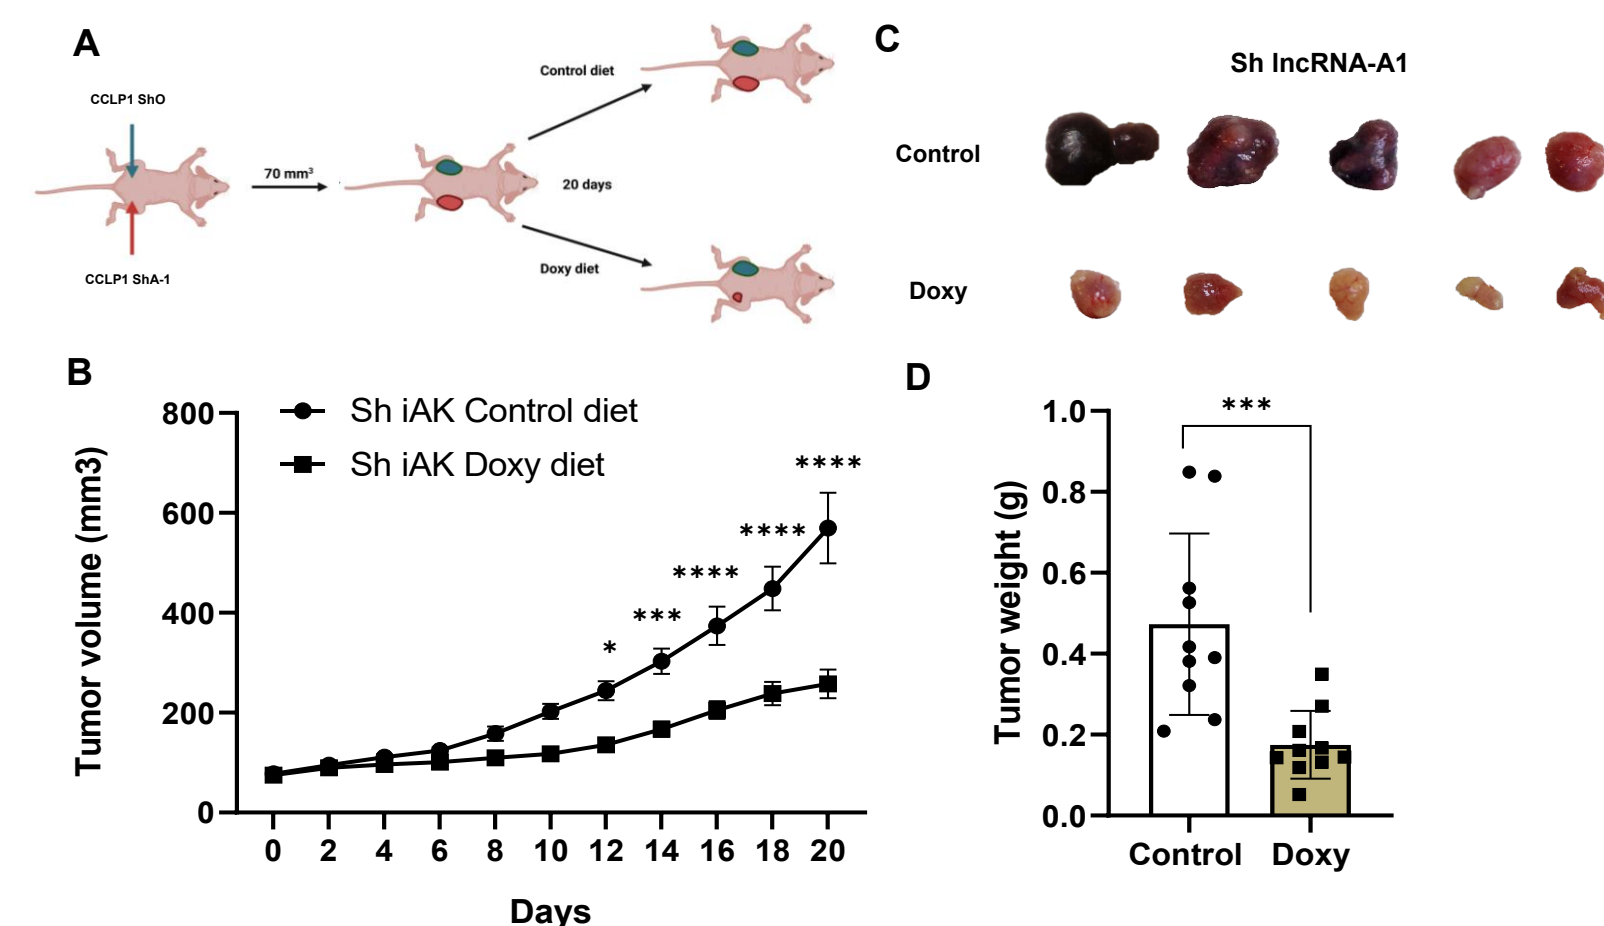 A
CCLP1 ShO
CCLP1 ShA-1
70 mm³
Control diet
20 days
Doxy diet
C
Sh lncRNA-A1
Control
Doxy
B
Sh iAK Control diet
Sh iAK Doxy diet
Tumor volume (mm3)
800
600
400
200
0
*
***
****
****
****
0 2 4 6 8 10 12 14 16 18 20
Days
D
***
Tumor weight (g)
1.0
0.8
0.6
0.4
0.2
0.0
Control Doxy